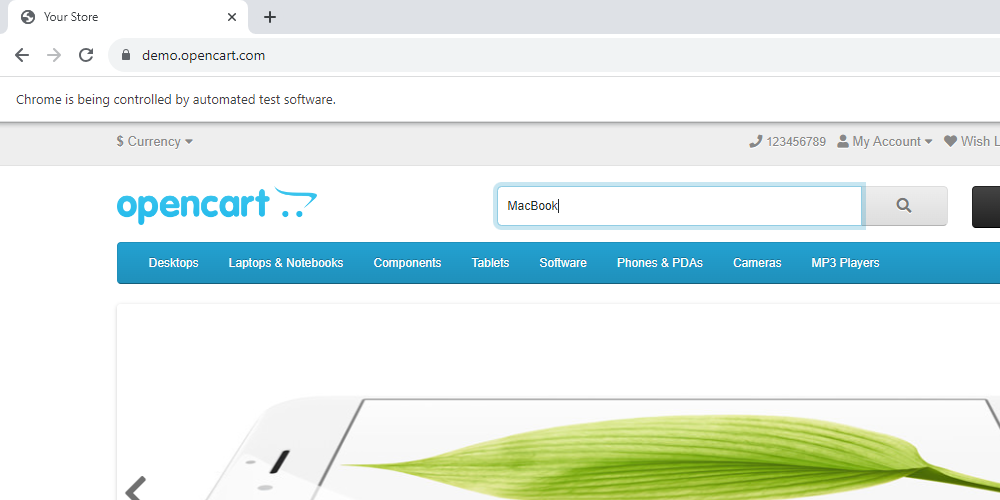 Your Store
demo.opencart.com
Chrome is being controlled by automated test software.
$ Currency 123456789 My Account Wish L
opencart
MacBook
Desktops Laptops & Notebooks Components Tablets Software Phones & PDAs Cameras MP3 Players